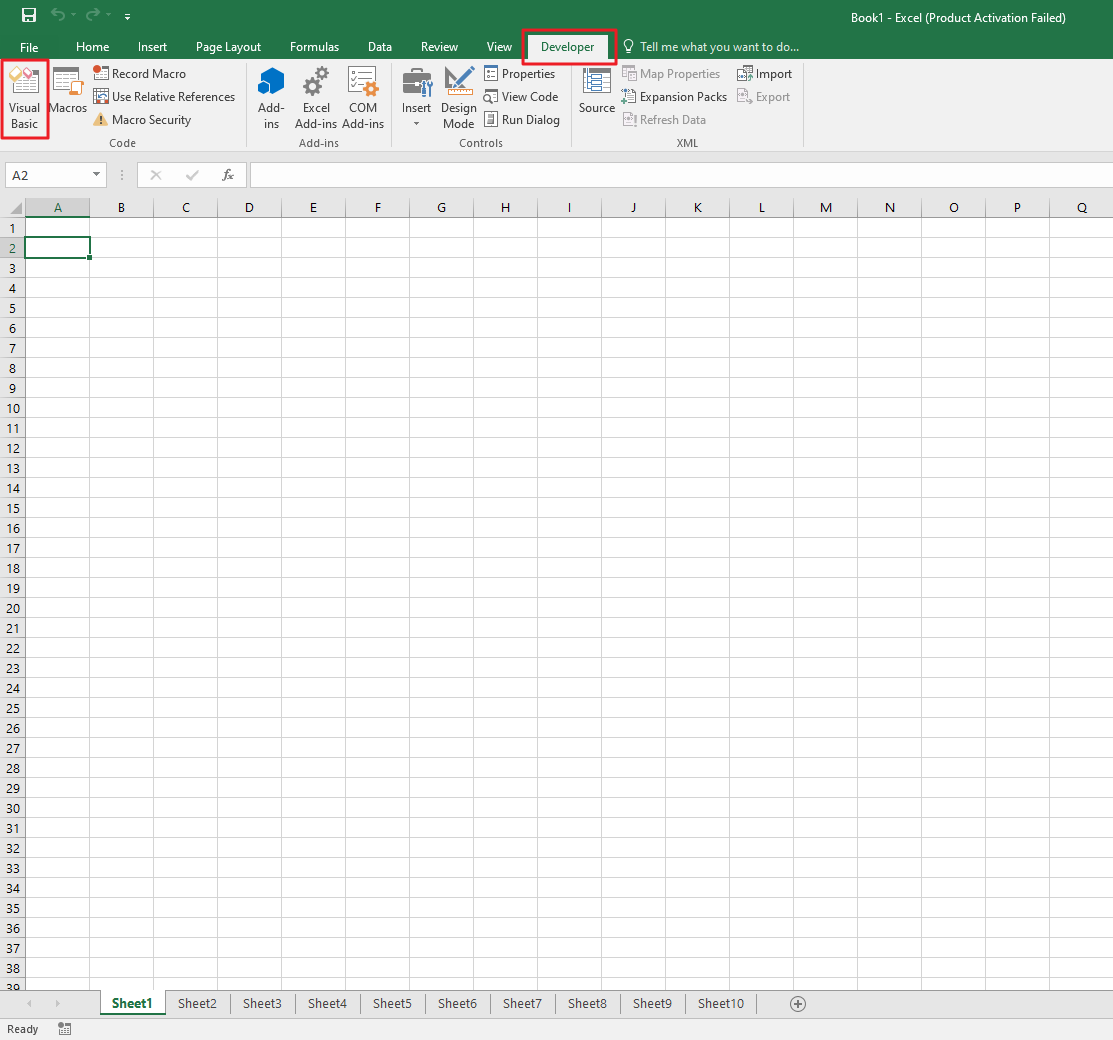 Book1 - Excel (Product Activation Failed)
File Home Insert Page Layout Formulas Data Review View Developer Tell me what you want to do...
Visual Basic
Macros
Record Macro
Use Relative References
Macro Security
Code
Add-ins
Excel Add-ins
COM Add-ins
Add-ins
Insert
Design Mode
Properties
View Code
Run Dialog
Controls
Source
Map Properties
Expansion Packs
Refresh Data
Import
Export
XML
A2 fx
A B C D E F G H I J K L M N O P Q
1
2
3
4
5
6
7
8
9
10
11
12
13
14
15
16
17
18
19
20
21
22
23
24
25
26
27
28
29
30
31
32
33
34
35
36
37
38
39
Sheet1 Sheet2 Sheet3 Sheet4 Sheet5 Sheet6 Sheet7 Sheet8 Sheet9 Sheet10
Ready